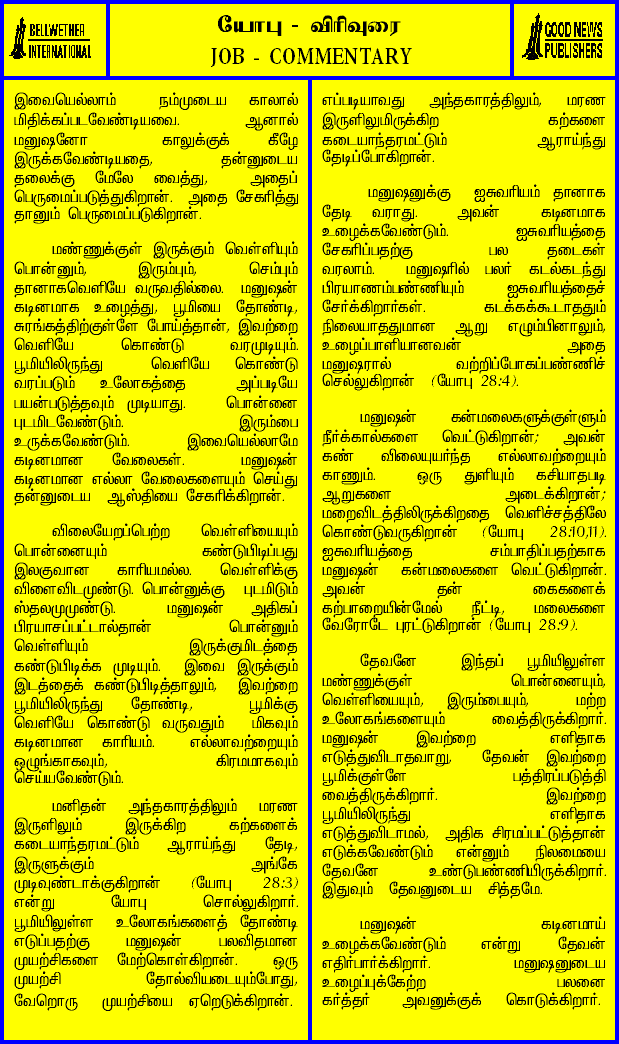 BELLWETHER
INTERNATIONAL
யோபு - விரிவுரை
JOB - COMMENTARY
GOOD NEWS
PUBLISHERS
இவையெல்லாம் நம்முடைய காலால்
மிதிக்கப்படவேண்டியவை. ஆனால்
மனுஷனோ காலுக்குக் கீழே
இருக்கவேண்டியதை, தன்னுடைய
தலைக்கு மேலே வைத்து, அதைப்
பெருமைப்படுத்துகிறான். அதை சேகரித்து
தானும் பெருமைப்படுகிறான்.
மண்ணுக்குள் இருக்கும் வெள்ளியும்
பொன்னும், இரும்பும், செம்பும்
தானாகவெளியே வருவதில்லை. மனுஷன்
கடினமாக உழைத்து, பூமியை தோண்டி,
சுரங்கத்திற்குள்ளே போய்த்தான், இவற்றை
வெளியே கொண்டு வரமுடியும்.
பூமியிலிருந்து வெளியே கொண்டு
வரப்படும் உலோகத்தை அப்படியே
பயன்படுத்தவும் முடியாது. பொன்னை
புடமிடவேண்டும். இரும்பை
உருக்கவேண்டும். இவையெல்லாமே
கடினமான வேலைகள். மனுஷன்
கடினமான எல்லா வேலைகளையும் செய்து
தன்னுடைய ஆஸ்தியை சேகரிக்கிறான்.
விலையேறப்பெற்ற வெள்ளியையும்
பொன்னையும் கண்டுபிடிப்பது
இலகுவான காரியமல்ல. வெள்ளிக்கு
விளைவிடமுண்டு. பொன்னுக்கு புடமிடும்
ஸ்தலமுமுண்டு. மனுஷன் அதிகப்
பிரயாசப்பட்டால்தான் பொன்னும்
வெள்ளியும் இருக்குமிடத்தை
கண்டுபிடிக்க முடியும். இவை இருக்கும்
இடத்தைக் கண்டுபிடித்தாலும், இவற்றை
பூமியிலிருந்து தோண்டி, பூமிக்கு
வெளியே கொண்டு வருவதும் மிகவும்
கடினமான காரியம். எல்லாவற்றையும்
ஒழுங்காகவும், கிரமமாகவும்
செய்யவேண்டும்.
மனிதன் அந்தகாரத்திலும் மரண
இருளிலும் இருக்கிற கற்களைக்
கடையாந்தரமட்டும் ஆராய்ந்து தேடி,
இருளுக்கும் அங்கே
முடிவுண்டாக்குகிறான் (யோபு 28:3)
என்று யோபு சொல்லுகிறார்.
பூமியிலுள்ள உலோகங்களைத் தோண்டி
எடுப்பதற்கு மனுஷன் பலவிதமான
முயற்சிகளை மேற்கொள்கிறான். ஒரு
முயற்சி தோல்வியடையும்போது,
வேறொரு முயற்சியை ஏறெடுக்கிறான்.
எப்படியாவது அந்தகாரத்திலும், மரண
இருளிலுமிருக்கிற கற்களை
கடையாந்தரமட்டும் ஆராய்ந்து
தேடிப்போகிறான்.
மனுஷனுக்கு ஐசுவரியம் தானாக
தேடி வராது. அவன் கடினமாக
உழைக்கவேண்டும். ஐசுவரியத்தை
சேகரிப்பதற்கு பல தடைகள்
வரலாம். மனுஷரில் பலர் கடல்கடந்து
பிரயாணம்பண்ணியும் ஐசுவரியத்தைச்
சேர்க்கிறார்கள். கடக்கக்கூடாததும்
நிலையாததுமான ஆறு எழும்பினாலும்,
உழைப்பாளியானவன் அதை
மனுஷரால் வற்றிப்போகப்பண்ணிச்
செல்லுகிறான் (யோபு 28:4).
மனுஷன் கன்மலைகளுக்குள்ளும்
நீர்க்கால்களை வெட்டுகிறான்; அவன்
கண் விலையுயர்ந்த எல்லாவற்றையும்
காணும். ஒரு துளியும் கசியாதபடி
ஆறுகளை அடைக்கிறான்;
மறைவிடத்திலிருக்கிறதை வெளிச்சத்திலே
கொண்டுவருகிறான் (யோபு 28:10,11).
ஐசுவரியத்தை சம்பாதிப்பதற்காக
மனுஷன் கன்மலைகளை வெட்டுகிறான்.
அவன் தன் கைகளைக்
கற்பாறையின்மேல் நீட்டி, மலைகளை
வேரோடே புரட்டுகிறான் (யோபு 28:9).
தேவனே இந்தப் பூமியிலுள்ள
மண்ணுக்குள் பொன்னையும்,
வெள்ளியையும், இரும்பையும், மற்ற
உலோகங்களையும் வைத்திருக்கிறார்.
மனுஷன் இவற்றை எளிதாக
எடுத்துவிடாதவாறு, தேவன் இவற்றை
பூமிக்குள்ளே பத்திரப்படுத்தி
வைத்திருக்கிறார். இவற்றை
பூமியிலிருந்து எளிதாக
எடுத்துவிடாமல், அதிக சிரமப்பட்டுத்தான்
எடுக்கவேண்டும் என்னும் நிலமையை
தேவனே உண்டுபண்ணியிருக்கிறார்.
இதுவும் தேவனுடைய சித்தமே.
மனுஷன் கடினமாய்
உழைக்கவேண்டும் என்று தேவன்
எதிர்பார்க்கிறார். மனுஷனுடைய
உழைப்புக்கேற்ற பலனை
கர்த்தர் அவனுக்குக் கொடுக்கிறார்.